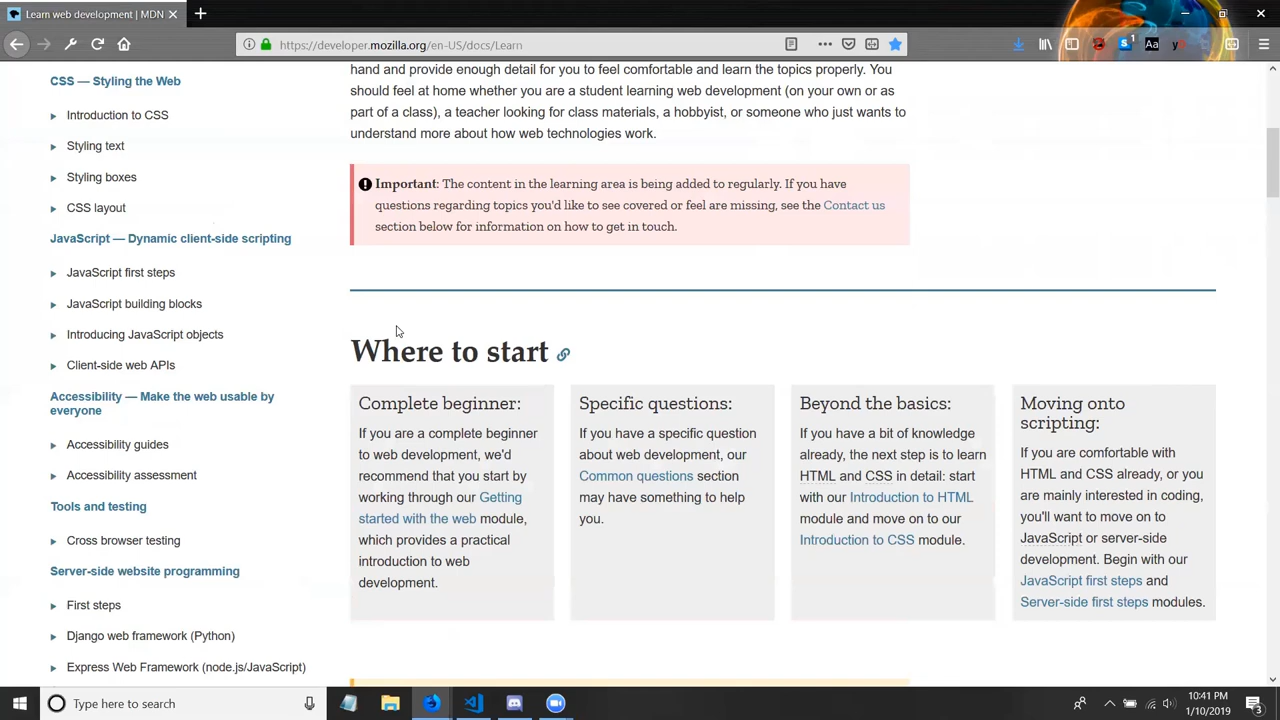 Learn web development | MDN
https://developer.mozilla.org/en-US/docs/Learn
1
Aa
CSS — Styling the Web
Introduction to CSS
Styling text
Styling boxes
CSS layout
JavaScript — Dynamic client-side scripting
JavaScript first steps
JavaScript building blocks
Introducing JavaScript objects
Client-side web APIs
Accessibility — Make the web usable by
everyone
Accessibility guides
Accessibility assessment
Tools and testing
Cross browser testing
Server-side website programming
First steps
Django web framework (Python)
Express Web Framework (node.js/JavaScript)
hand and provide enough detail for you to feel comfortable and learn the topics properly. You
should feel at home whether you are a student learning web development (on your own or as
part of a class), a teacher looking for class materials, a hobbyist, or someone who just wants to
understand more about how web technologies work.
Important: The content in the learning area is being added to regularly. If you have
questions regarding topics you'd like to see covered or feel are missing, see the Contact us
section below for information on how to get in touch.
Where to start
Complete beginner:
If you are a complete beginner
to web development, we'd
recommend that you start by
working through our Getting
started with the web module,
which provides a practical
introduction to web
development.
Specific questions:
If you have a specific question
about web development, our
Common questions section
may have something to help
you.
Beyond the basics:
If you have a bit of knowledge
already, the next step is to learn
HTML and CSS in detail: start
with our Introduction to HTML
module and move on to our
Introduction to CSS module.
Moving onto
scripting:
If you are comfortable with
HTML and CSS already, or you
are mainly interested in coding,
you'll want to move on to
JavaScript or server-side
development. Begin with our
JavaScript first steps and
Server-side first steps modules.
Type here to search
10:41 PM
1/10/2019
3